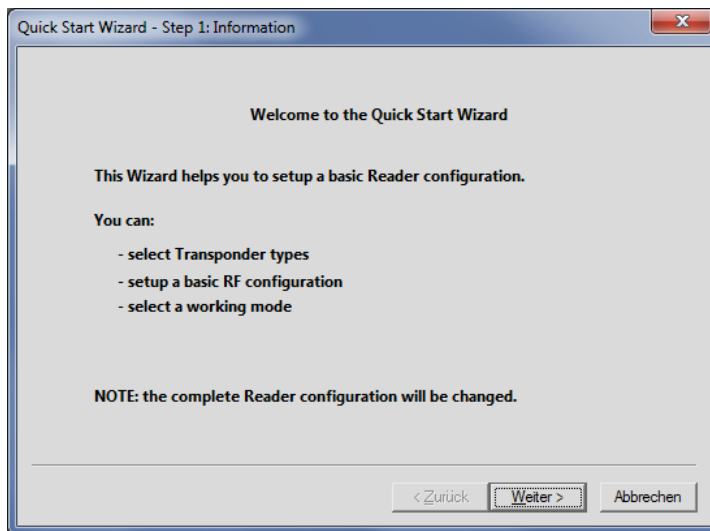 Quick Start Wizard - Step 1: Information
Welcome to the Quick Start Wizard
This Wizard helps you to setup a basic Reader configuration.
You can:
- select Transponder types
- setup a basic RF configuration
- select a working mode
NOTE: the complete Reader configuration will be changed.
< Zurück Weiter > Abbrechen